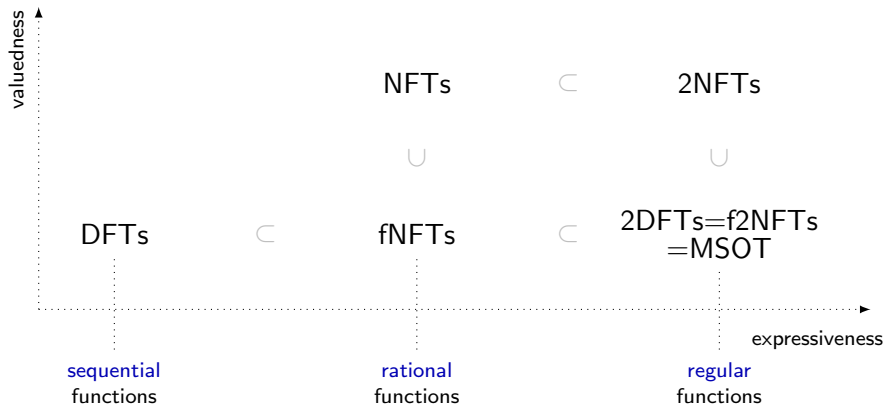 valuedness
NFTs ⊂ 2NFTs
∪ ∪
DFTs ⊂ fNFTs ⊂ 2DFTs=f2NFTs
=MSOT
expressiveness
sequential rational regular
functions functions functions